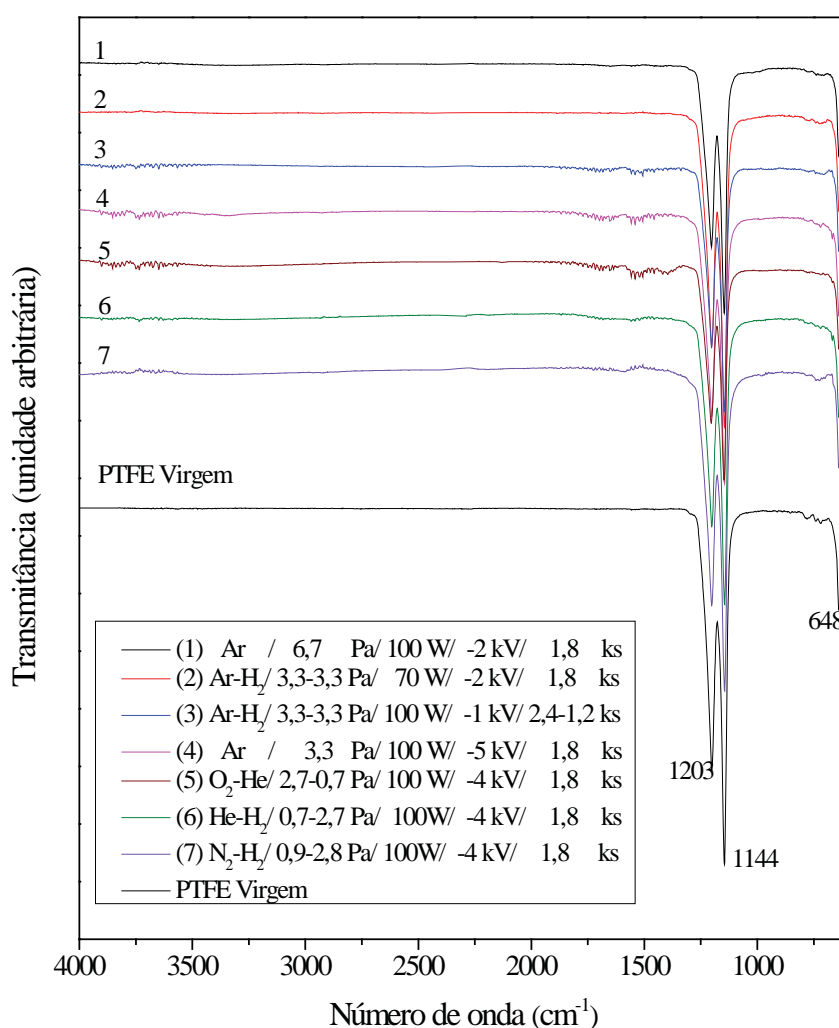 1
2
3
4
5
6
7
PTFE Virgem
648
1203
1144
(1) Ar / 6,7 Pa/ 100 W/ -2 kV/ 1,8 ks
(2) Ar-H₂/ 3,3-3,3 Pa/ 70 W/ -2 kV/ 1,8 ks
(3) Ar-H₂/ 3,3-3,3 Pa/ 100 W/ -1 kV/ 2,4-1,2 ks
(4) Ar / 3,3 Pa/ 100 W/ -5 kV/ 1,8 ks
(5) O₂-He/ 2,7-0,7 Pa/ 100 W/ -4 kV/ 1,8 ks
(6) He-H₂/ 0,7-2,7 Pa/ 100W/ -4 kV/ 1,8 ks
(7) N₂-H₂/ 0,9-2,8 Pa/ 100W/ -4 kV/ 1,8 ks
PTFE Virgem
4000 3500 3000 2500 2000 1500 1000
Número de onda (cm⁻¹)
Transmitância (unidade arbitrária)